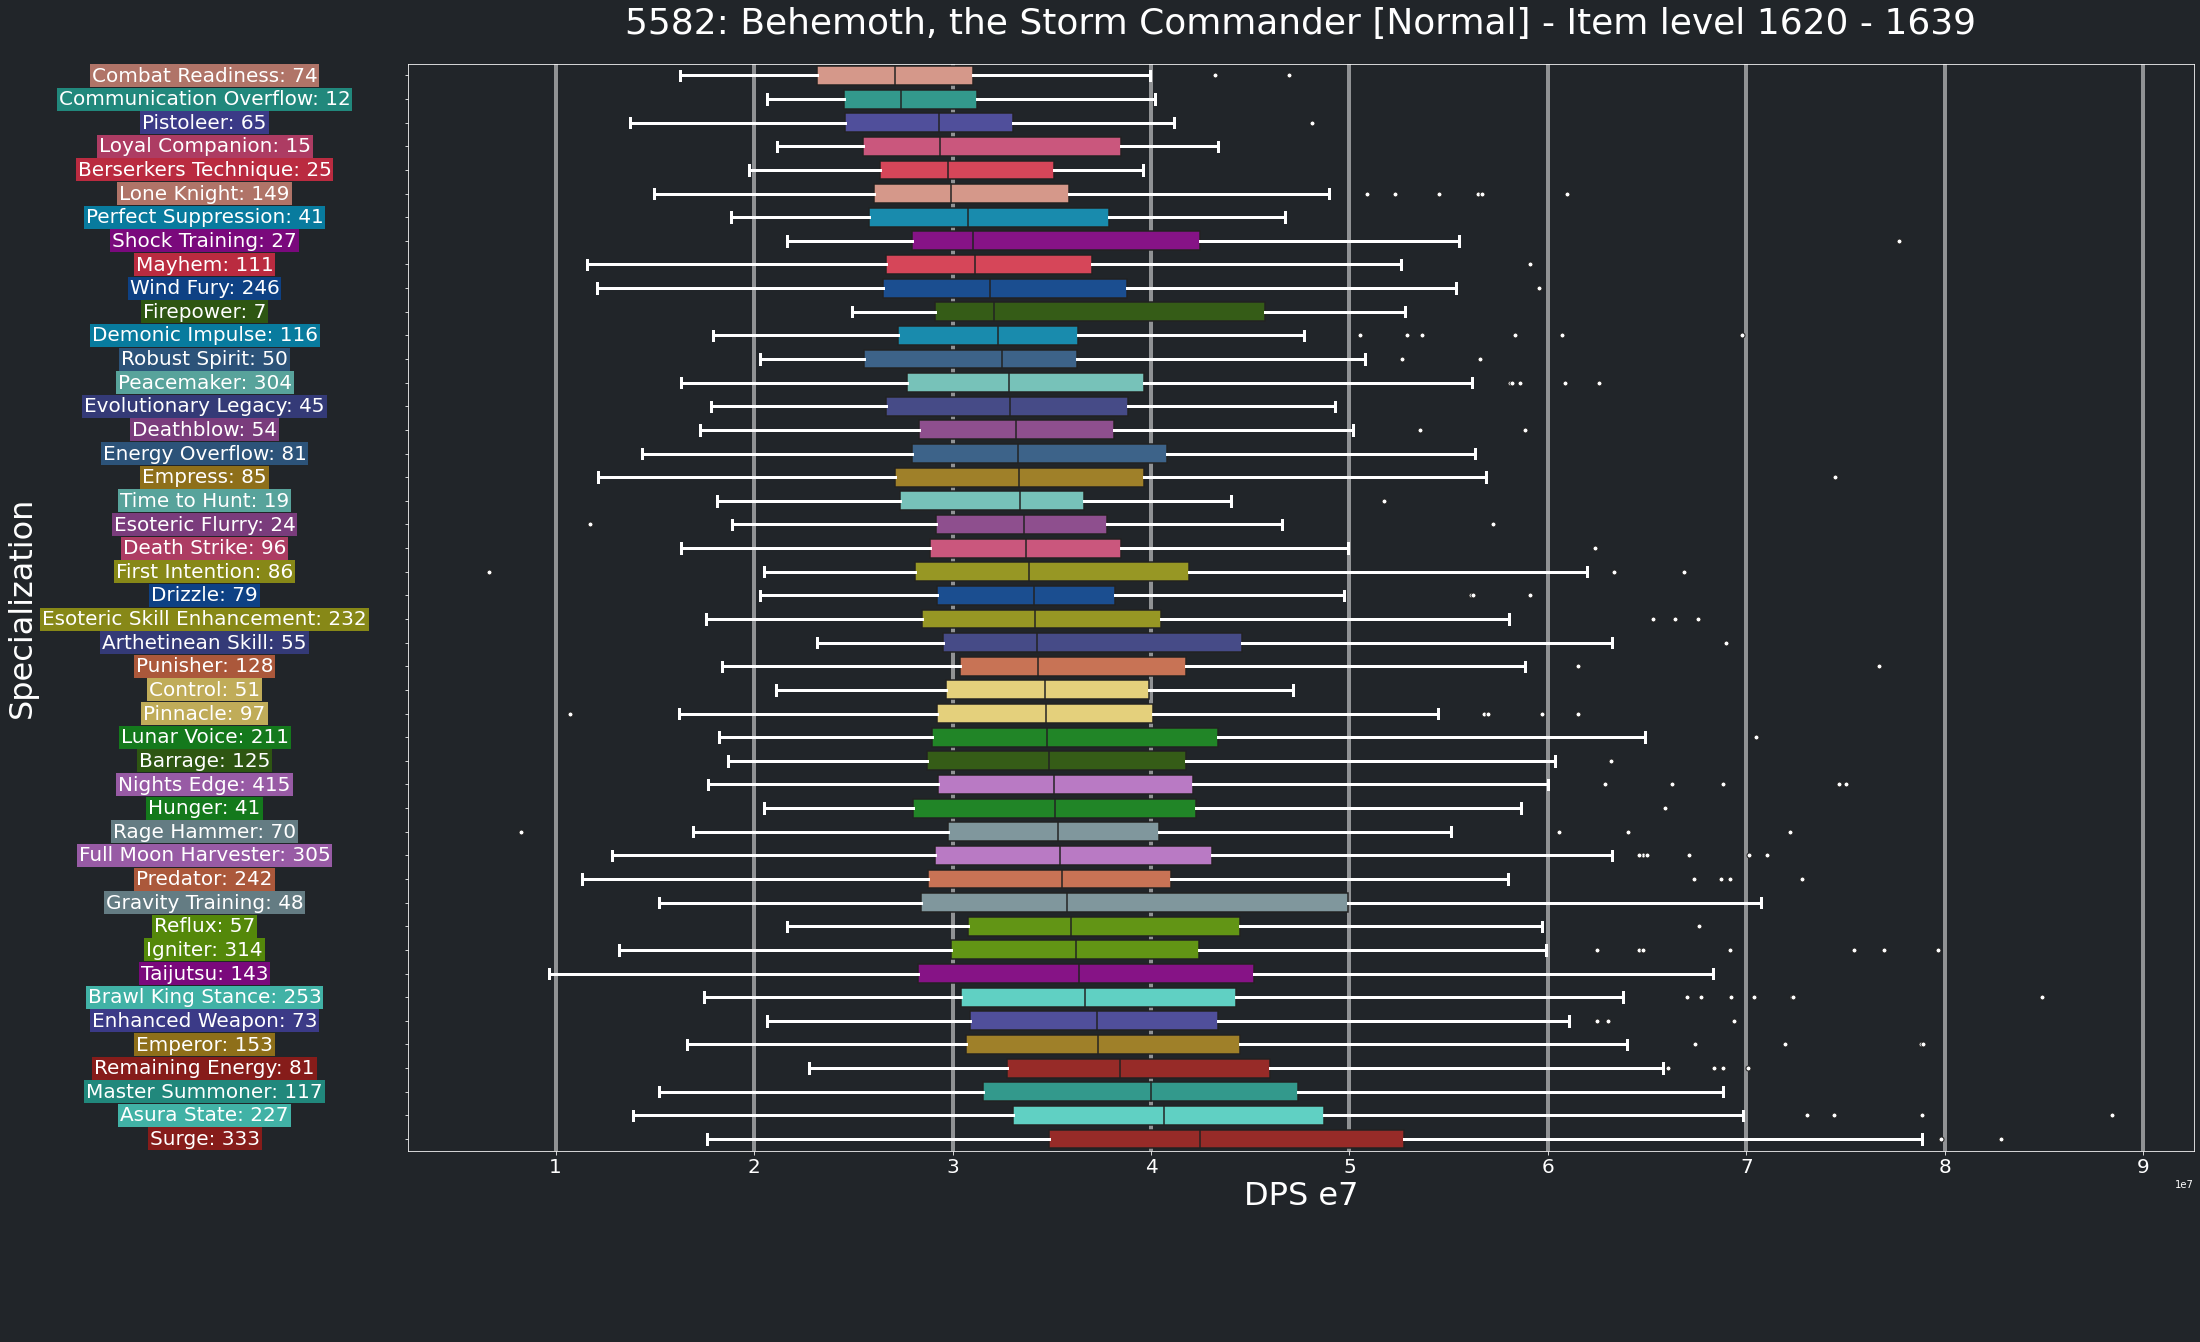 5582: Behemoth, the Storm Commander [Normal] - Item level 1620 - 1639
Specialization
Combat Readiness: 74
Communication Overflow: 12
Pistoleer: 65
Loyal Companion: 15
Berserkers Technique: 25
Lone Knight: 149
Perfect Suppression: 41
Shock Training: 27
Mayhem: 111
Wind Fury: 246
Firepower: 7
Demonic Impulse: 116
Robust Spirit: 50
Peacemaker: 304
Evolutionary Legacy: 45
Deathblow: 54
Energy Overflow: 81
Empress: 85
Time to Hunt: 19
Esoteric Flurry: 24
Death Strike: 96
First Intention: 86
Drizzle: 79
Esoteric Skill Enhancement: 232
Arthetinean Skill: 55
Punisher: 128
Control: 51
Pinnacle: 97
Lunar Voice: 211
Barrage: 125
Nights Edge: 415
Hunger: 41
Rage Hammer: 70
Full Moon Harvester: 305
Predator: 242
Gravity Training: 48
Reflux: 57
Igniter: 314
Taijutsu: 143
Brawl King Stance: 253
Enhanced Weapon: 73
Emperor: 153
Remaining Energy: 81
Master Summoner: 117
Asura State: 227
Surge: 333
1 2 3 4 5 6 7 8 9
1e7
DPS e7